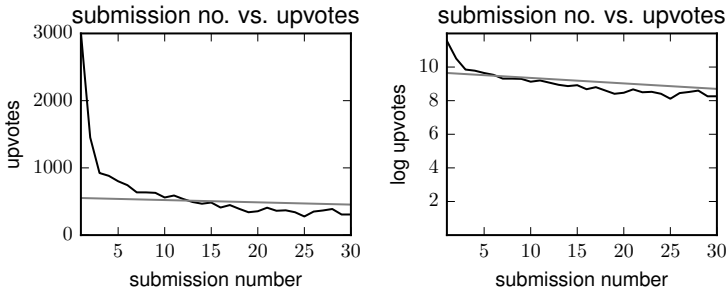 submission no. vs. upvotes
3000
2000
1000
0
upvotes
5 10 15 20 25 30
submission number
submission no. vs. upvotes
10
8
6
4
2
log upvotes
5 10 15 20 25 30
submission number